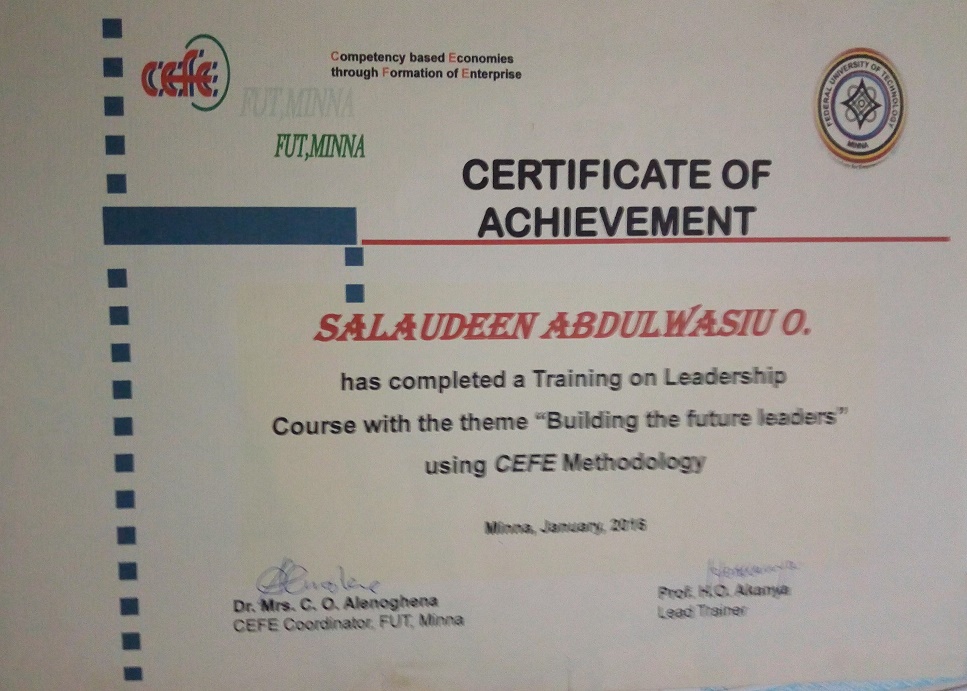 CEFE
Competency based Economies
through Formation of Enterprise
FUT,MINNA
FUT,MINNA
FEDERAL UNIVERSITY OF TECHNOLOGY
MINNA
CERTIFICATE OF
ACHIEVEMENT
SALAUDEEN ABDULWASIU O.
has completed a Training on Leadership
Course with the theme “Building the future leaders”
using CEFE Methodology
Minna, January,
Dr. Mrs. C. O. Alenoghena
CEFE Coordinator, FUT, Minna
Prof. H.O. Akanya
Lead Trainer